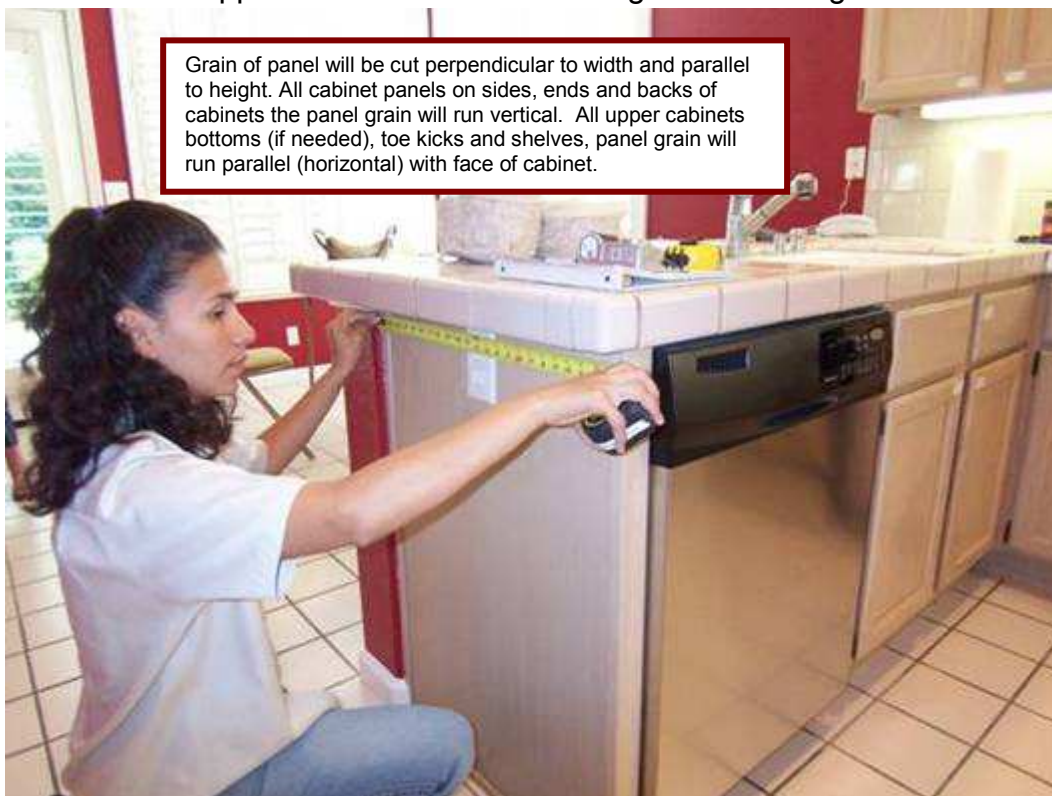 Grain of panel will be cut perpendicular to width and parallel
to height. All cabinet panels on sides, ends and backs of
cabinets the panel grain will run vertical.  All upper cabinets
bottoms (if needed), toe kicks and shelves, panel grain will
run parallel (horizontal) with face of cabinet.